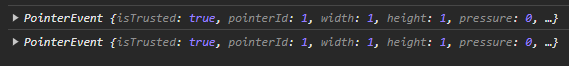 ▶ PointerEvent {isTrusted: true, pointerId: 1, width: 1, height: 1, pressure: 0, …}
▶ PointerEvent {isTrusted: true, pointerId: 1, width: 1, height: 1, pressure: 0, …}